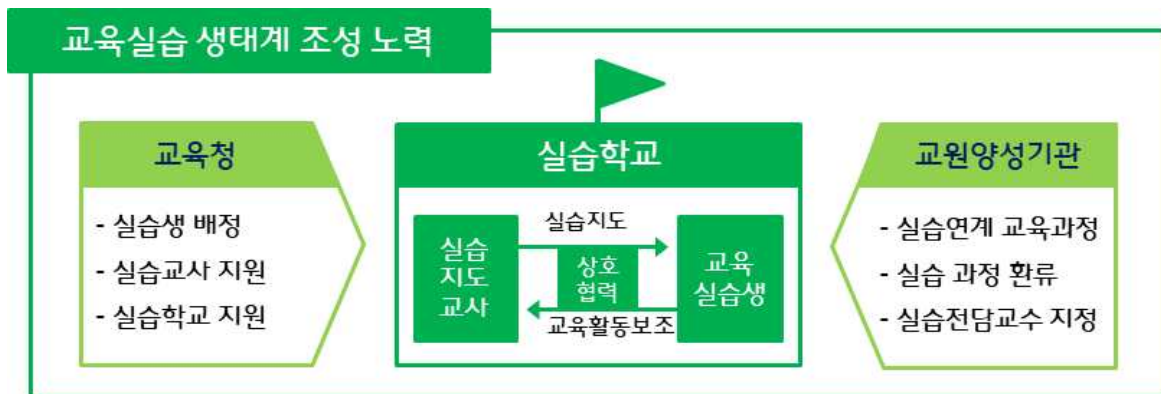 교육실습 생태계 조성 노력
교육청
- 실습생 배정
- 실습교사 지원
- 실습학교 지원
실습학교
실습
지도
교사
실습지도
상호
협력
교육활동보조
교육
실습생
교원양성기관
- 실습연계 교육과정
- 실습 과정 환류
- 실습전담교수 지정